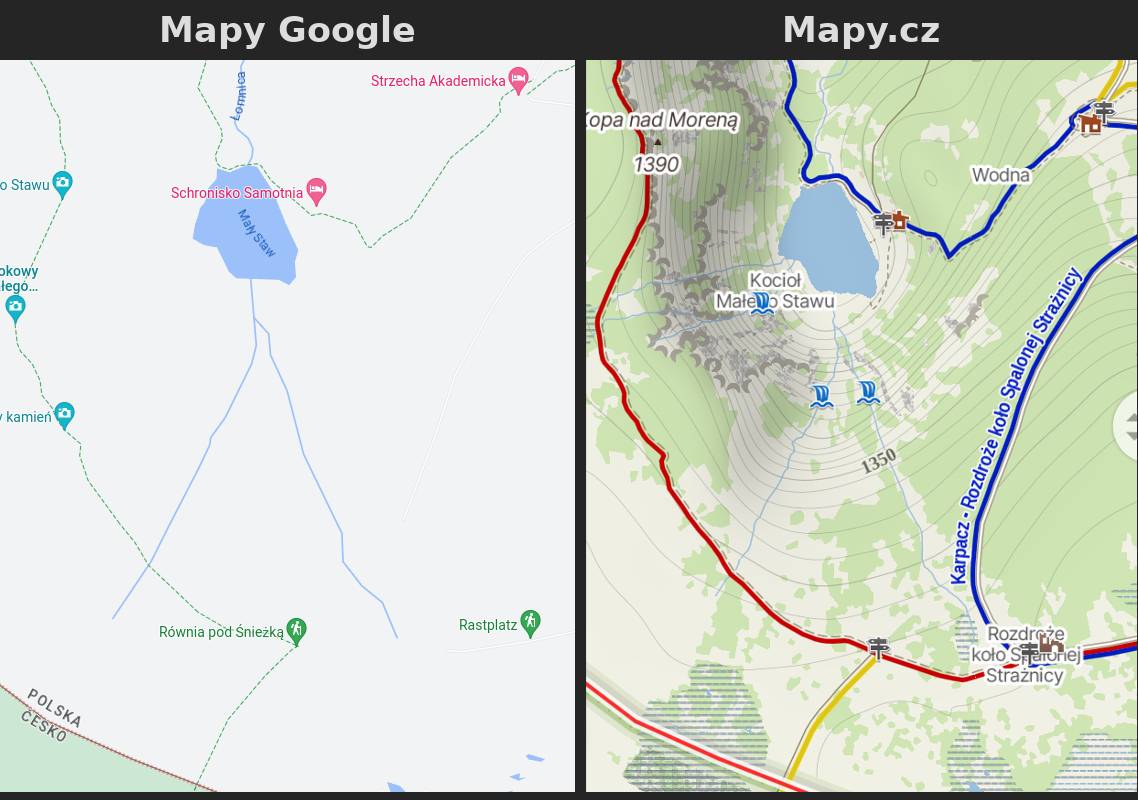 Mapy Google
Mapy.cz
Łomnica
Strzecha Akademicka
o Stawu
Schronisko Samotnia
Mały Staw
okowy
łegó...
y kamień
Równia pod Śnieżką
Rastplatz
POLSKA
ČESKO
Kopa nad Moreną
1390
Wodna
Kocioł
Małego Stawu
1350
Karpacz • Rozdroże koło Spalonej Strażnicy
Rozdroże
koło Spalonej
Strażnicy